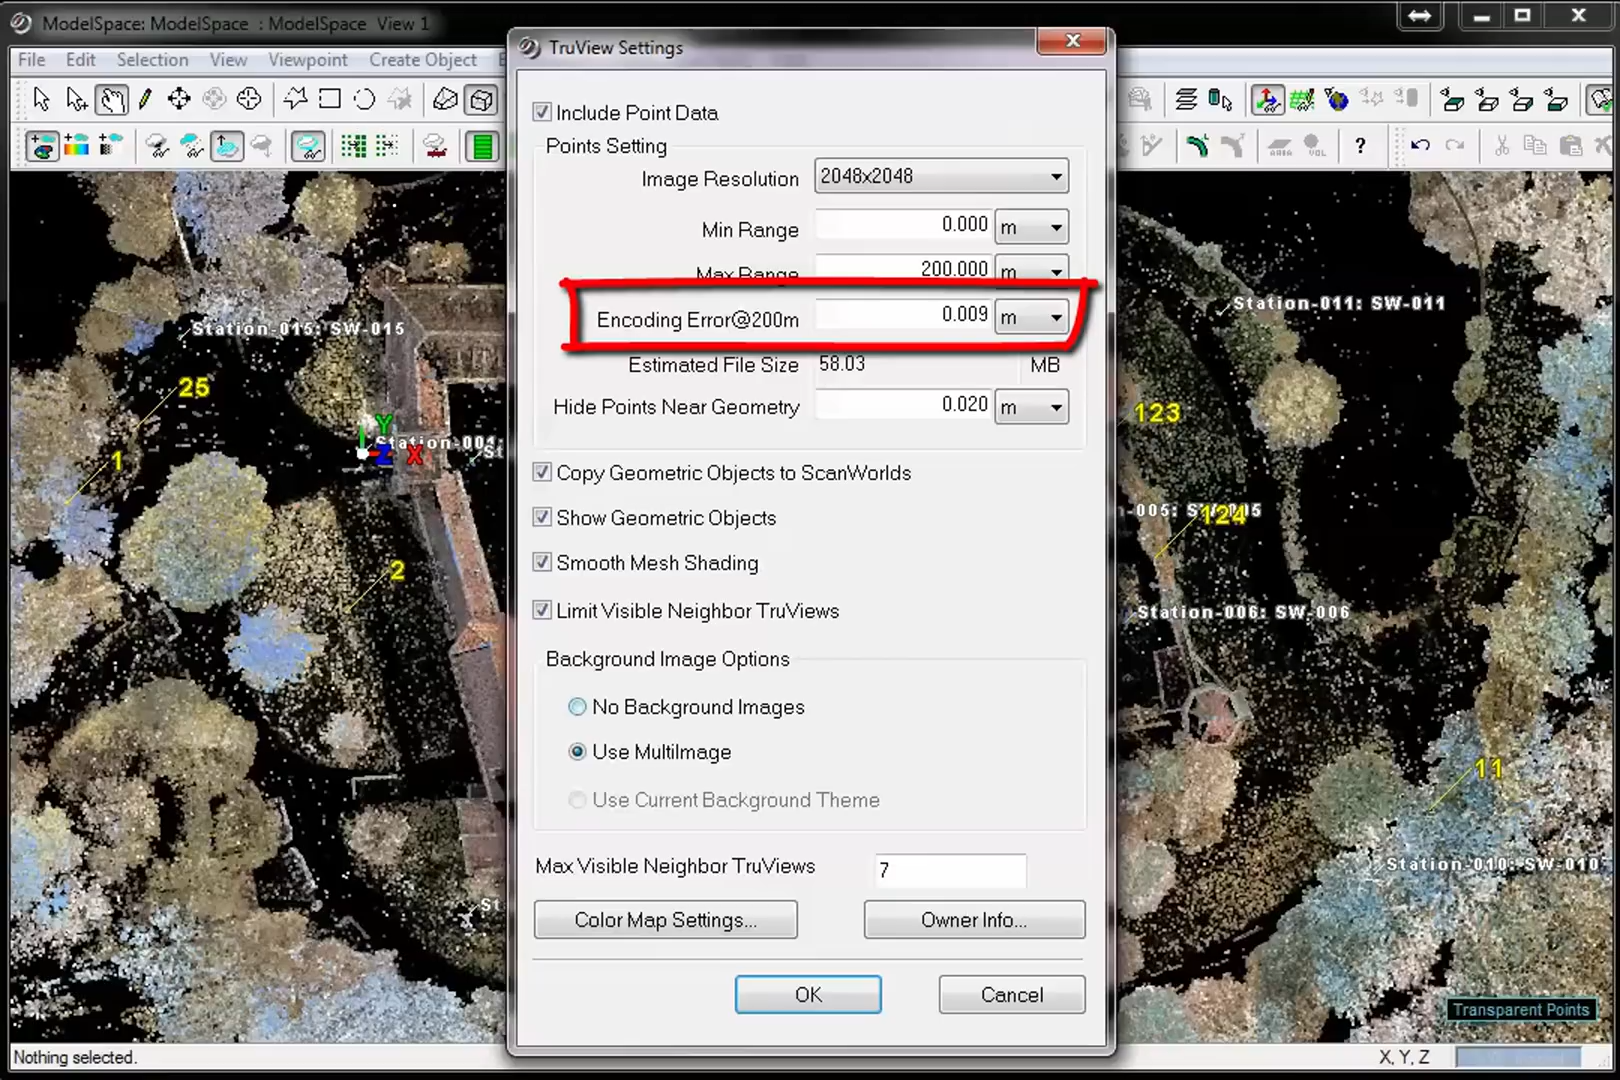 ModelSpace: ModelSpace : ModelSpace View 1
File Edit Selection View Viewpoint Create Object
TruView Settings
Include Point Data
Points Setting
Image Resolution 2048x2048
Min Range 0.000 m
Max Range 200.000 m
Encoding Error@200m 0.009 m
Estimated File Size 58.03 MB
Hide Points Near Geometry 0.020 m
Copy Geometric Objects to ScanWorlds
Show Geometric Objects
Smooth Mesh Shading
Limit Visible Neighbor TruViews
Background Image Options
No Background Images
Use MultiImage
Use Current Background Theme
Max Visible Neighbor TruViews 7
Color Map Settings... Owner Info...
OK Cancel
AREA VOL ?
Station-015: SW-015
25
Y
Station-004:
Z X
1
2
Station-011: SW-011
123
124
Station-006: SW-006
11
Station-010: SW-010
Transparent Points
Nothing selected.
X, Y, Z